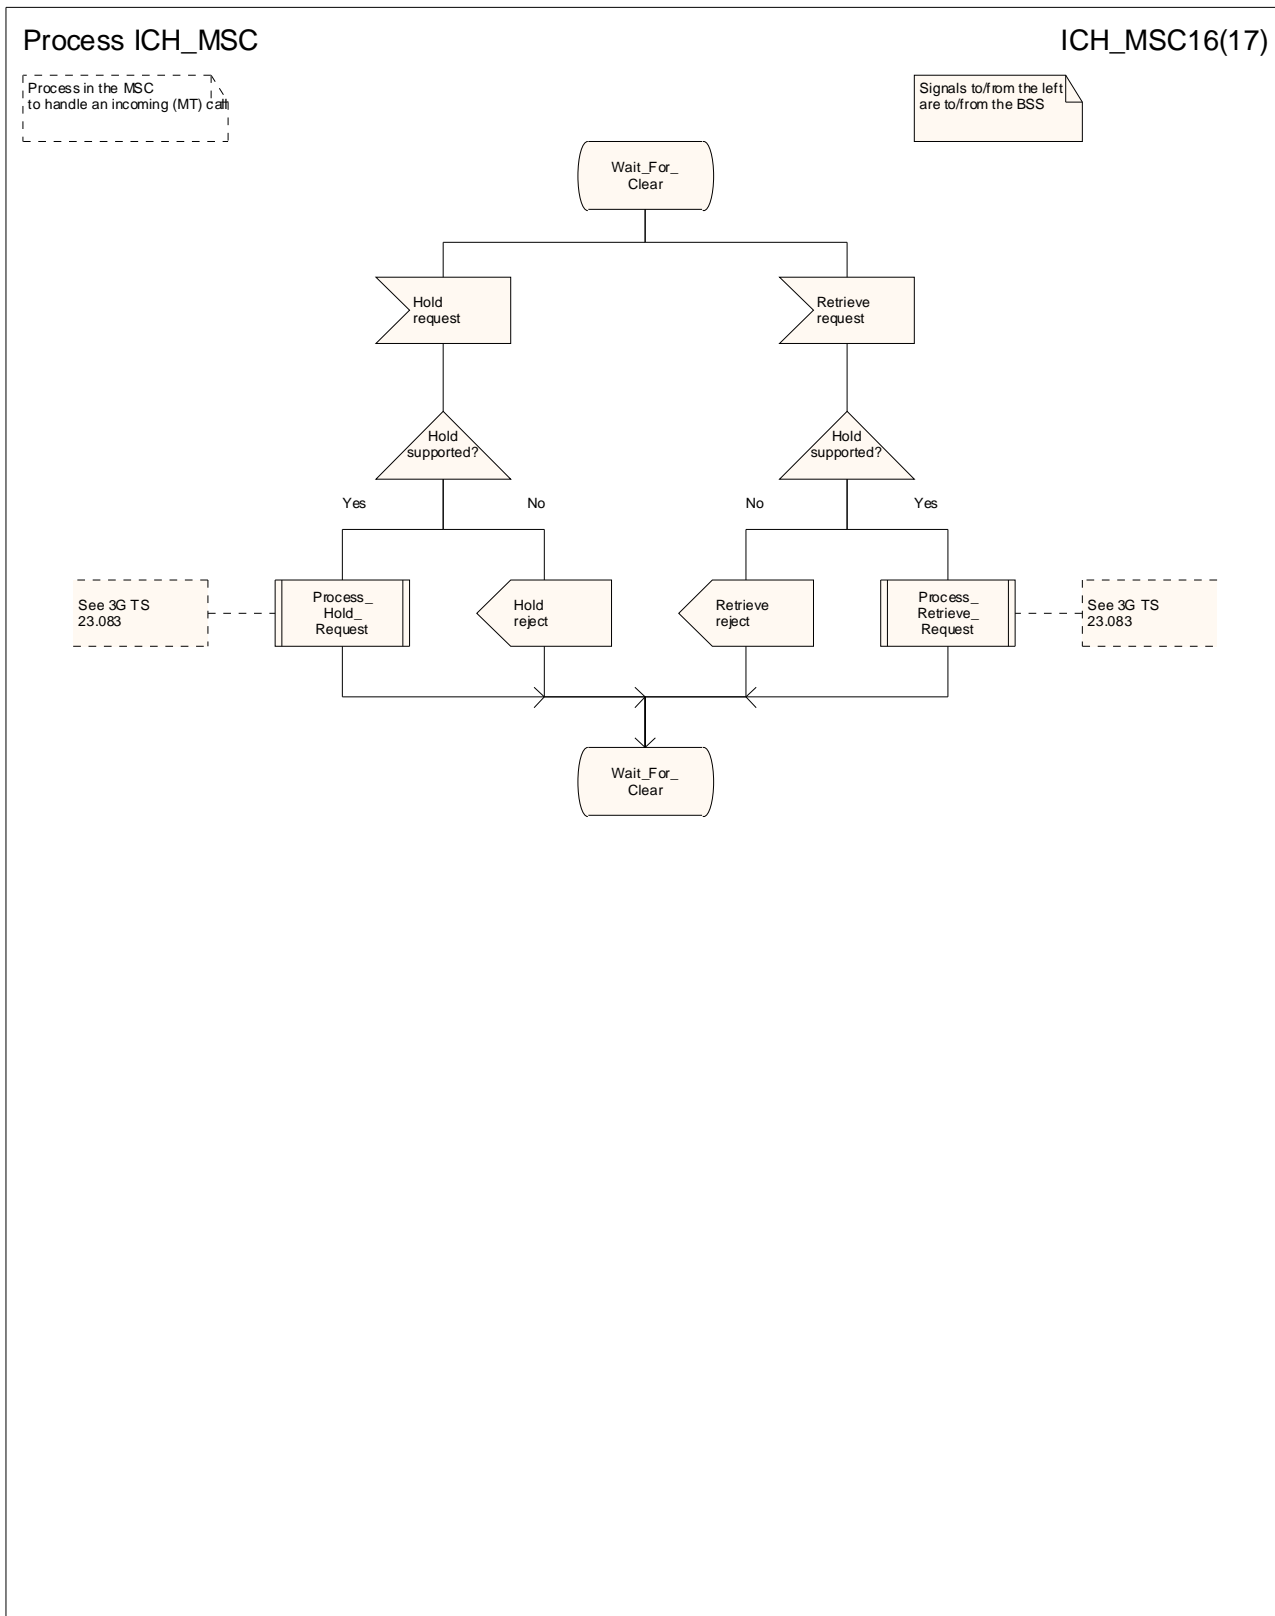 Process ICH_MSC
ICH_MSC16(17)
Process in the MSC
to handle an incoming (MT) call
Signals to/from the left
are to/from the BSS
Wait_For_
Clear
Hold
request
Retrieve
request
Hold
supported?
Hold
supported?
Yes
No
No
Yes
See 3G TS
23.083
Process_
Hold_
Request
Hold
reject
Retrieve
reject
Process_
Retrieve_
Request
See 3G TS
23.083
Wait_For_
Clear